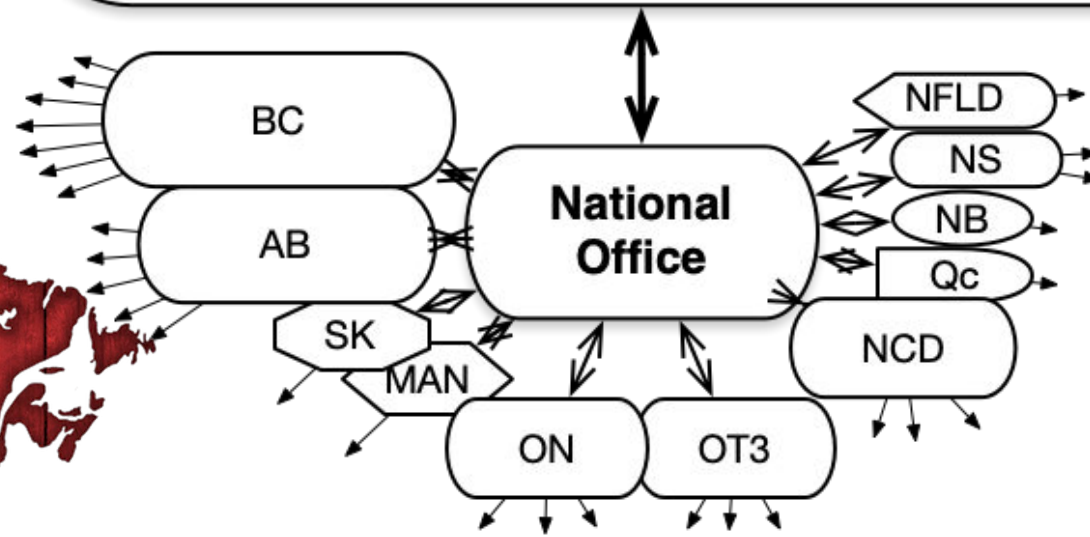 BC
NFLD
NS
National
Office
AB
NB
Qc
SK
NCD
MAN
ON
OT3